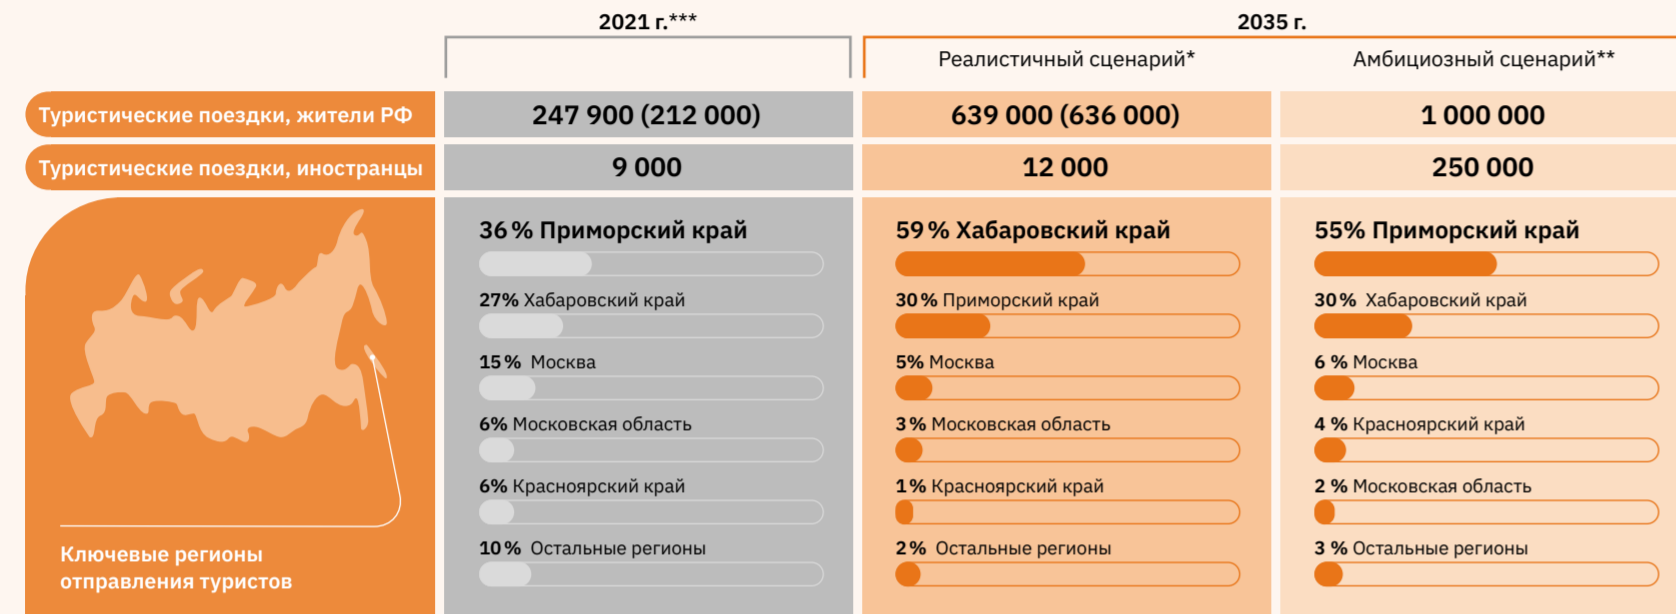 2021 г.***
2035 г.
Реалистичный сценарий*
Амбициозный сценарий**
Туристические поездки, жители РФ
247 900 (212 000)
639 000 (636 000)
1 000 000
Туристические поездки, иностранцы
9 000
12 000
250 000
Ключевые регионы
отправления туристов
36 % Приморский край
27% Хабаровский край
15 % Москва
6% Московская область
6% Красноярский край
10 % Остальные регионы
59 % Хабаровский край
30 % Приморский край
5% Москва
3 % Московская область
1 % Красноярский край
2 % Остальные регионы
55% Приморский край
30 % Хабаровский край
6 % Москва
4 % Красноярский край
2 % Московская область
3 % Остальные регионы